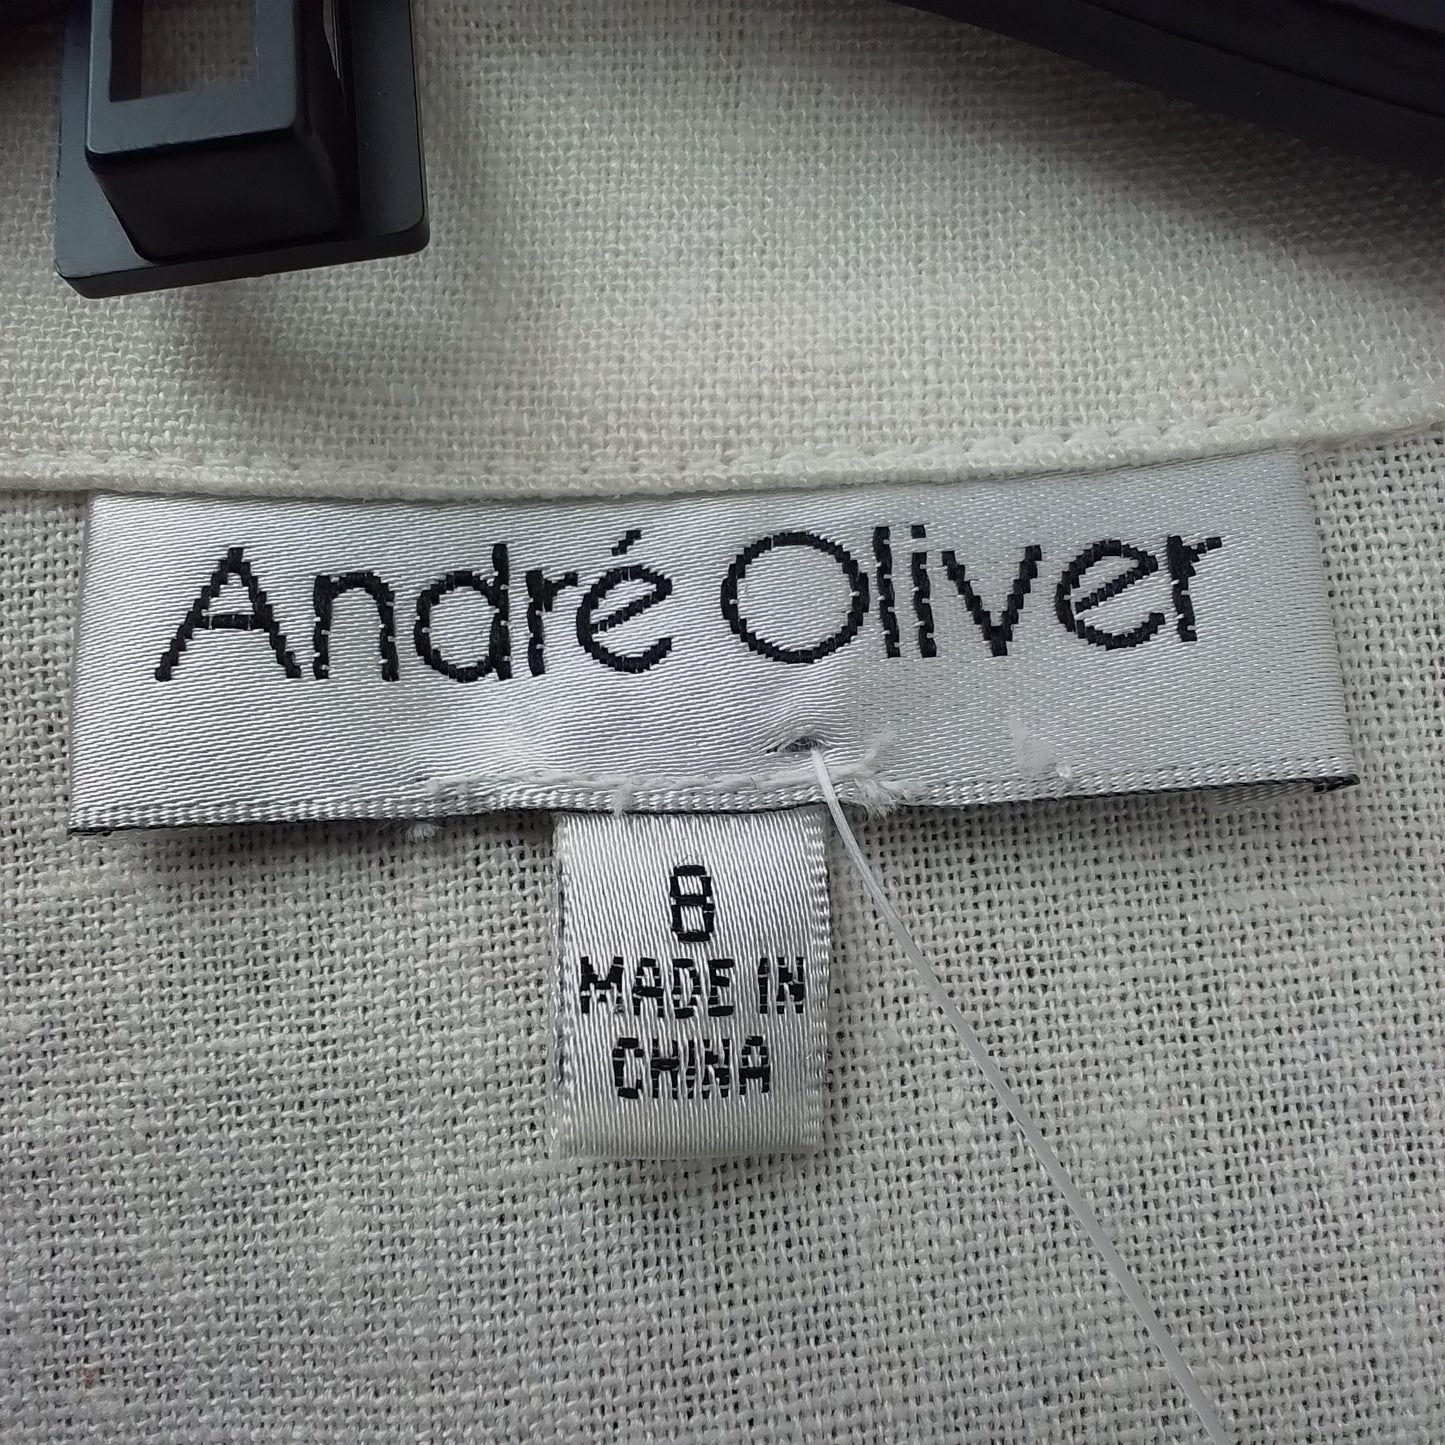 André Oliver
8
MADE IN
CHINA